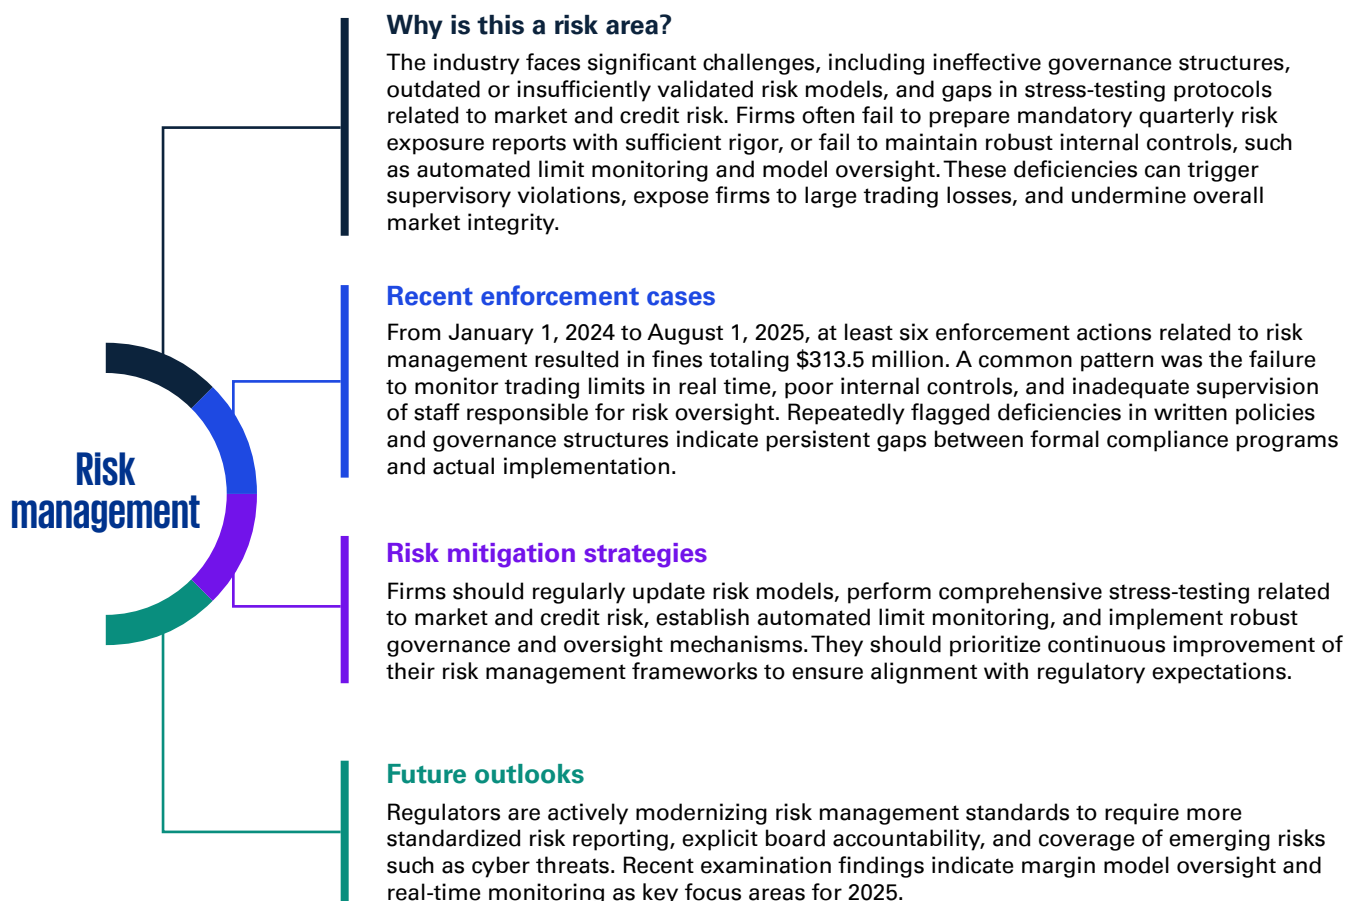 Why is this a risk area?
The industry faces significant challenges, including ineffective governance structures,
outdated or insufficiently validated risk models, and gaps in stress-testing protocols
related to market and credit risk. Firms often fail to prepare mandatory quarterly risk
exposure reports with sufficient rigor, or fail to maintain robust internal controls, such
as automated limit monitoring and model oversight. These deficiencies can trigger
supervisory violations, expose firms to large trading losses, and undermine overall
market integrity.
Recent enforcement cases
From January 1, 2024 to August 1, 2025, at least six enforcement actions related to risk
management resulted in fines totaling $313.5 million. A common pattern was the failure
to monitor trading limits in real time, poor internal controls, and inadequate supervision
of staff responsible for risk oversight. Repeatedly flagged deficiencies in written policies
and governance structures indicate persistent gaps between formal compliance programs
and actual implementation.
Risk
management
Risk mitigation strategies
Firms should regularly update risk models, perform comprehensive stress-testing related
to market and credit risk, establish automated limit monitoring, and implement robust
governance and oversight mechanisms. They should prioritize continuous improvement of
their risk management frameworks to ensure alignment with regulatory expectations.
Future outlooks
Regulators are actively modernizing risk management standards to require more
standardized risk reporting, explicit board accountability, and coverage of emerging risks
such as cyber threats. Recent examination findings indicate margin model oversight and
real-time monitoring as key focus areas for 2025.